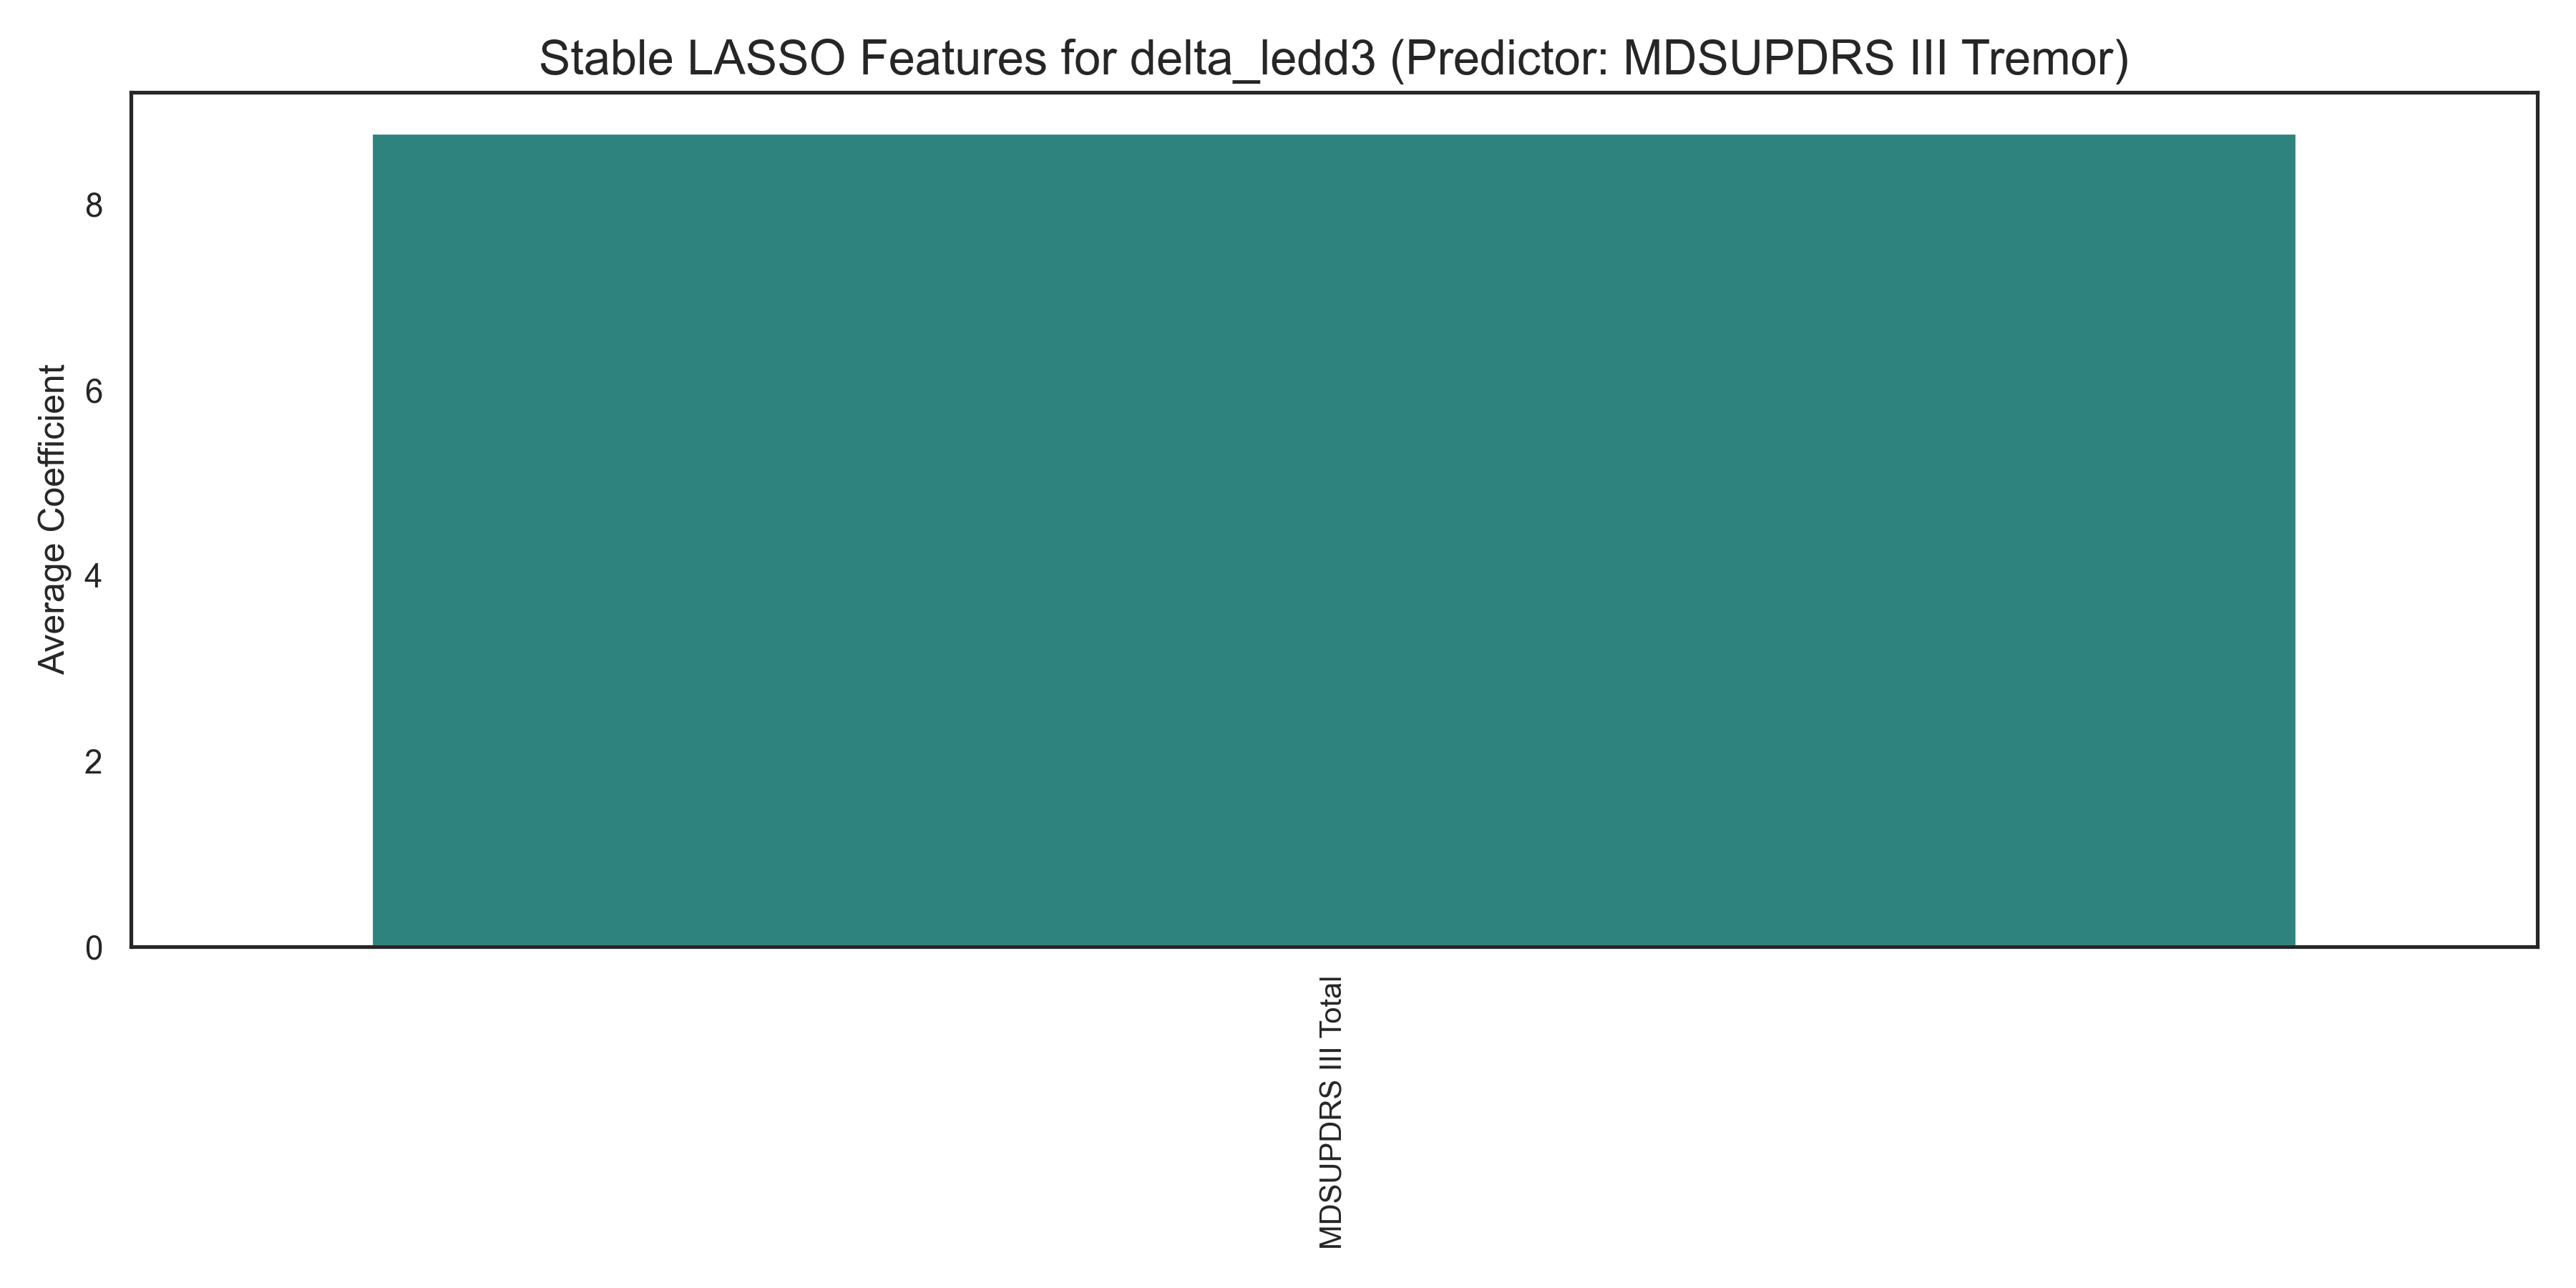 Stable LASSO Features for delta_ledd3 (Predictor: MDSUPDRS III Tremor)
Average Coefficient
8
6
4
2
0
MDSUPDRS III Total